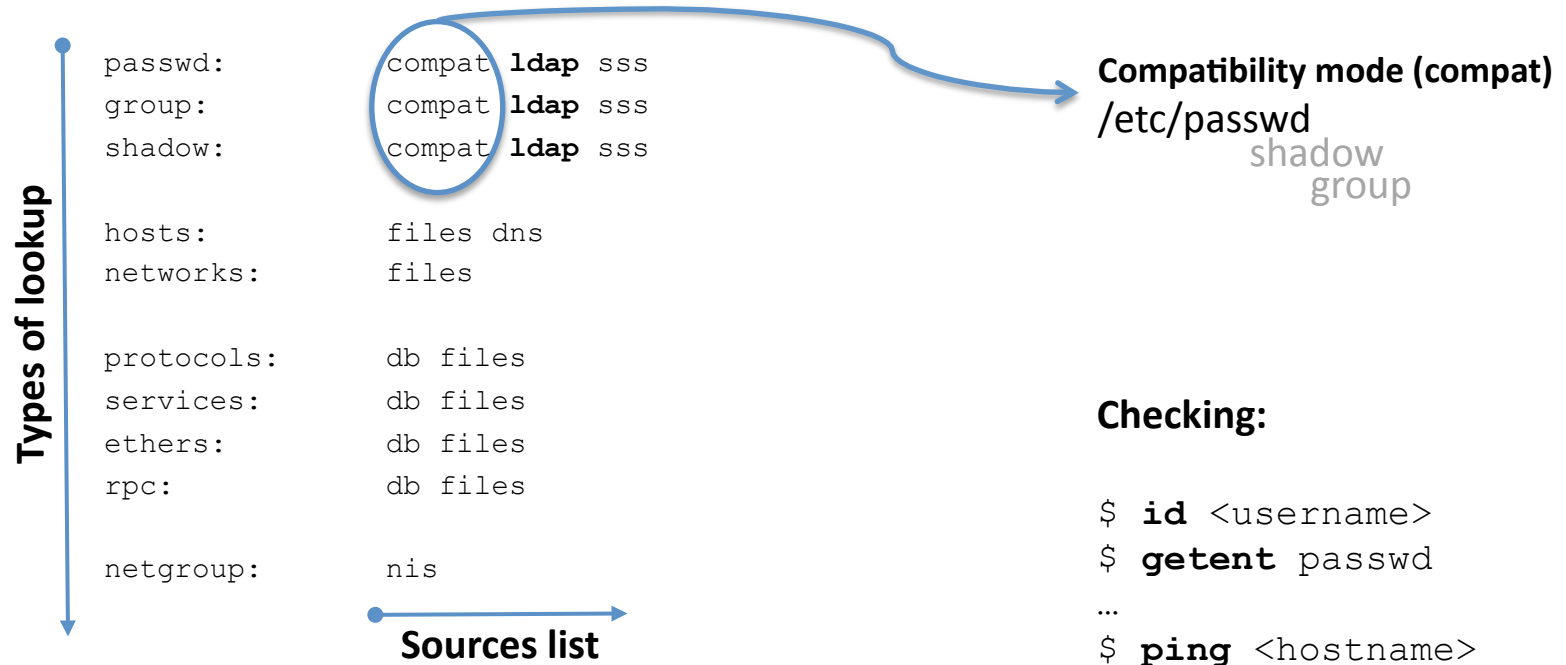 Types of lookup
passwd: compat ldap sss
group: compat ldap sss
shadow: compat ldap sss
hosts: files dns
networks: files
protocols: db files
services: db files
ethers: db files
rpc: db files
netgroup: nis
Sources list
Compatibility mode (compat)
/etc/passwd
shadow
group
Checking:
$ id <username>
$ getent passwd
…
$ ping <hostname>